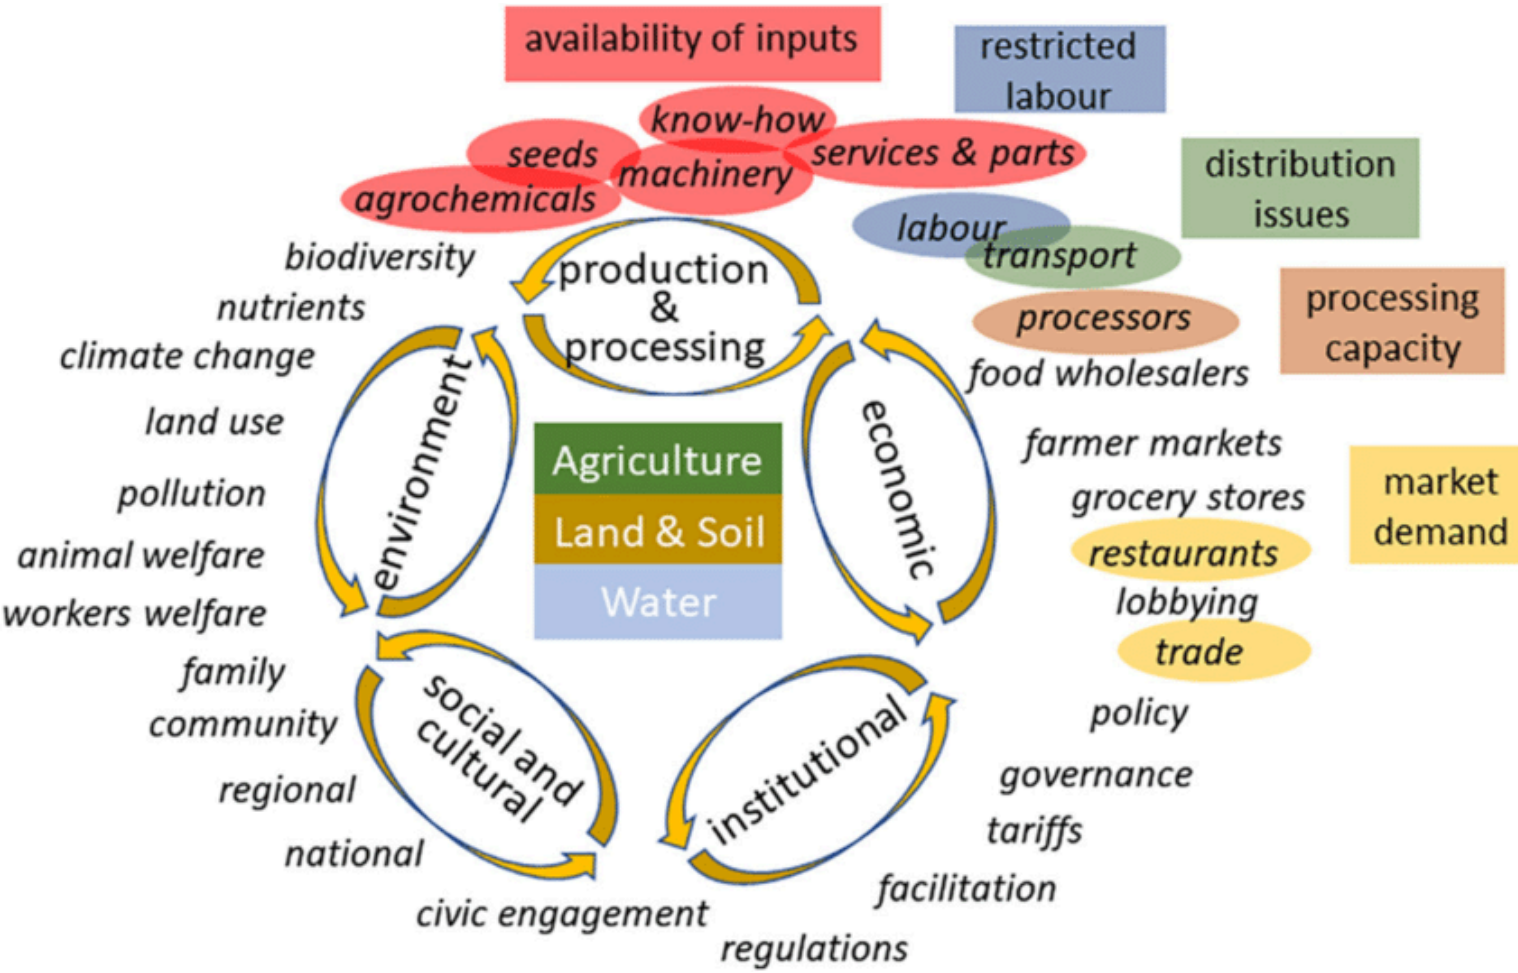 availability of inputs
restricted
labour
know-how
seeds
services & parts
machinery
agrochemicals
distribution
issues
labour
transport
biodiversity
production
&
processing
nutrients
processors
processing
capacity
climate change
food wholesalers
land use
environment
economic
farmer markets
Agriculture
Land & Soil
Water
pollution
grocery stores
market
demand
animal welfare
restaurants
workers welfare
lobbying
family
trade
community
social and
cultural
institutional
policy
regional
governance
national
tariffs
facilitation
civic engagement
regulations